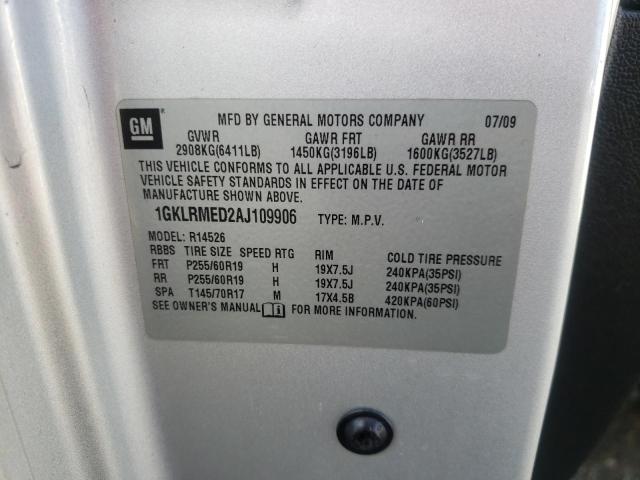 GM
MFD BY GENERAL MOTORS COMPANY 07/09
GVWR GAWR FRT GAWR RR
2908KG(6411LB) 1450KG(3196LB) 1600KG(3527LB)
THIS VEHICLE CONFORMS TO ALL APPLICABLE U.S. FEDERAL MOTOR
VEHICLE SAFETY STANDARDS IN EFFECT ON THE DATE OF
MANUFACTURE SHOWN ABOVE.
1GKLRMED2AJ109906 TYPE: M.P.V.
MODEL: R14526
RBBS TIRE SIZE SPEED RTG RIM COLD TIRE PRESSURE
FRT P255/60R19 H 19X7.5J 240KPA(35PSI)
RR P255/60R19 H 19X7.5J 240KPA(35PSI)
SPA T145/70R17 M 17X4.5B 420KPA(60PSI)
SEE OWNER'S MANUAL FOR MORE INFORMATION.